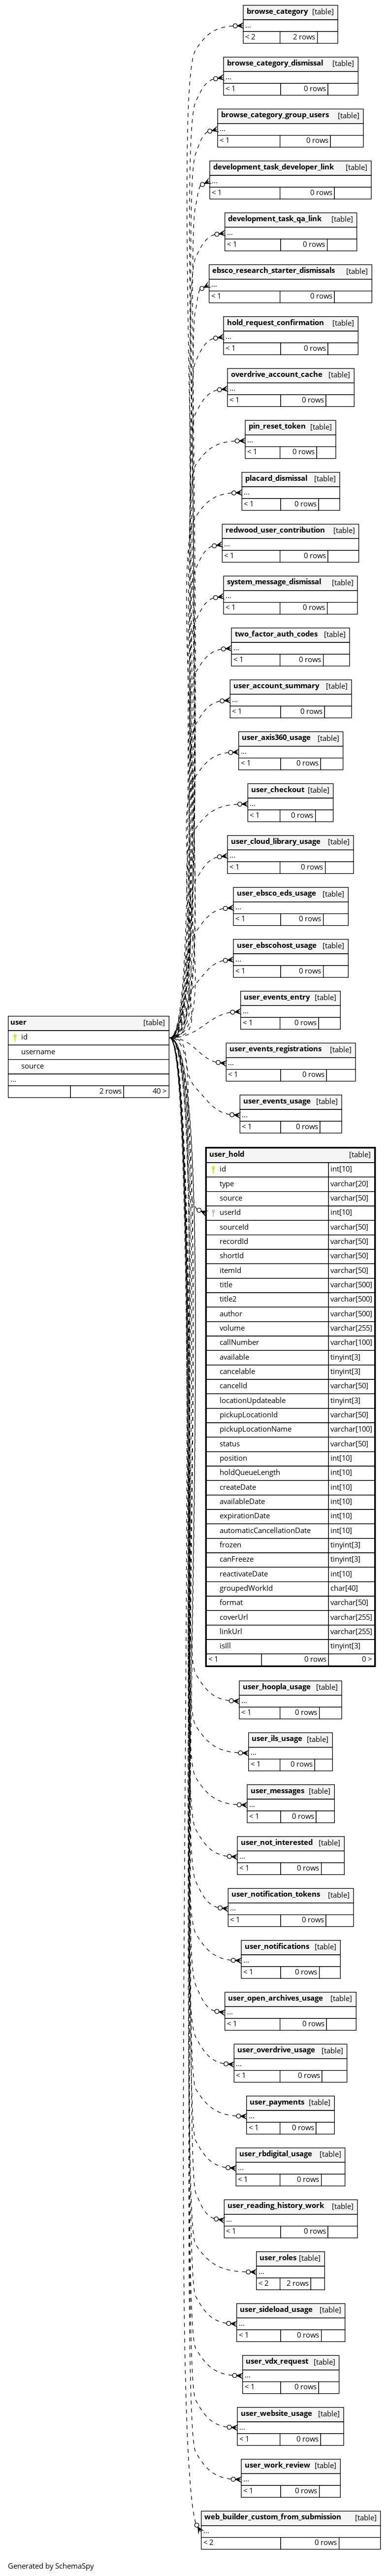 browse_category [table]
...
< 2 2 rows
browse_category_dismissal [table]
...
< 1 0 rows
browse_category_group_users [table]
...
< 1 0 rows
development_task_developer_link [table]
...
< 1 0 rows
development_task_qa_link [table]
...
< 1 0 rows
ebsco_research_starter_dismissals [table]
...
< 1 0 rows
hold_request_confirmation [table]
...
< 1 0 rows
overdrive_account_cache [table]
...
< 1 0 rows
pin_reset_token [table]
...
< 1 0 rows
placard_dismissal [table]
...
< 1 0 rows
redwood_user_contribution [table]
...
< 1 0 rows
system_message_dismissal [table]
...
< 1 0 rows
two_factor_auth_codes [table]
...
< 1 0 rows
user_account_summary [table]
...
< 1 0 rows
user_axis360_usage [table]
...
< 1 0 rows
user_checkout [table]
...
< 1 0 rows
user_cloud_library_usage [table]
...
< 1 0 rows
user_ebsco_eds_usage [table]
...
< 1 0 rows
user_ebscohost_usage [table]
...
< 1 0 rows
user_events_entry [table]
...
< 1 0 rows
user [table]
id
username
source
...
2 rows 40 >
user_events_registrations [table]
...
< 1 0 rows
user_events_usage [table]
...
< 1 0 rows
user_hold [table]
id int[10]
type varchar[20]
source varchar[50]
userId int[10]
sourceId varchar[50]
recordId varchar[50]
shortId varchar[50]
itemId varchar[50]
title varchar[500]
title2 varchar[500]
author varchar[500]
volume varchar[255]
callNumber varchar[100]
available tinyint[3]
cancelable tinyint[3]
cancelId varchar[50]
locationUpdateable tinyint[3]
pickupLocationId varchar[50]
pickupLocationName varchar[100]
status varchar[50]
position int[10]
holdQueueLength int[10]
createDate int[10]
availableDate int[10]
expirationDate int[10]
automaticCancellationDate int[10]
frozen tinyint[3]
canFreeze tinyint[3]
reactivateDate int[10]
groupedWorkId char[40]
format varchar[50]
coverUrl varchar[255]
linkUrl varchar[255]
isIll tinyint[3]
< 1 0 rows 0 >
user_hoopla_usage [table]
...
< 1 0 rows
user_ils_usage [table]
...
< 1 0 rows
user_messages [table]
...
< 1 0 rows
user_not_interested [table]
...
< 1 0 rows
user_notification_tokens [table]
...
< 1 0 rows
user_notifications [table]
...
< 1 0 rows
user_open_archives_usage [table]
...
< 1 0 rows
user_overdrive_usage [table]
...
< 1 0 rows
user_payments [table]
...
< 1 0 rows
user_rbdigital_usage [table]
...
< 1 0 rows
user_reading_history_work [table]
...
< 1 0 rows
user_roles [table]
...
< 2 2 rows
user_sideload_usage [table]
...
< 1 0 rows
user_vdx_request [table]
...
< 1 0 rows
user_website_usage [table]
...
< 1 0 rows
user_work_review [table]
...
< 1 0 rows
web_builder_custom_from_submission [table]
...
< 2 0 rows
Generated by SchemaSpy